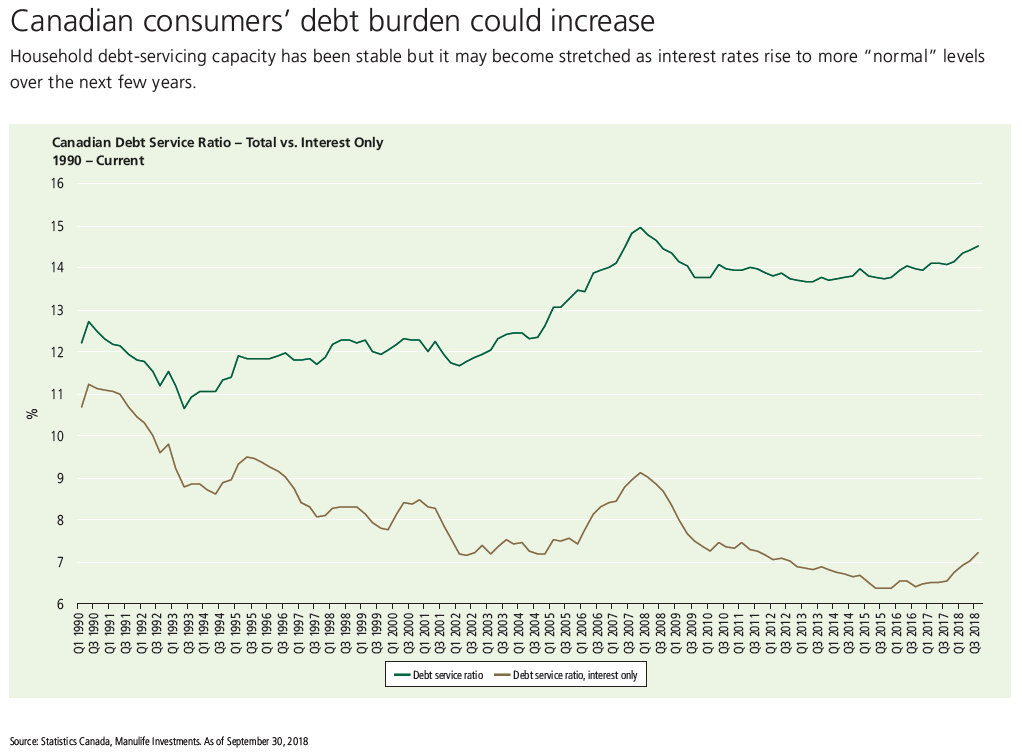 Canadian consumers’ debt burden could increase
Household debt-servicing capacity has been stable but it may become stretched as interest rates rise to more “normal” levels
over the next few years.
Canadian Debt Service Ratio – Total vs. Interest Only
1990 – Current
16
15
14
13
12
11
10
9
8
7
6
%
Q1 1990
Q3 1990
Q1 1991
Q3 1991
Q1 1992
Q3 1992
Q1 1993
Q3 1993
Q1 1994
Q3 1994
Q1 1995
Q3 1995
Q1 1996
Q3 1996
Q1 1997
Q3 1997
Q1 1998
Q3 1998
Q1 1999
Q3 1999
Q1 2000
Q3 2000
Q1 2001
Q3 2001
Q1 2002
Q3 2002
Q1 2003
Q3 2003
Q1 2004
Q3 2004
Q1 2005
Q3 2005
Q1 2006
Q3 2006
Q1 2007
Q3 2007
Q1 2008
Q3 2008
Q1 2009
Q3 2009
Q1 2010
Q3 2010
Q1 2011
Q3 2011
Q1 2012
Q3 2012
Q1 2013
Q3 2013
Q1 2014
Q3 2014
Q1 2015
Q3 2015
Q1 2016
Q3 2016
Q1 2017
Q3 2017
Q1 2018
Q3 2018
Debt service ratio
Debt service ratio, interest only
Source: Statistics Canada, Manulife Investments. As of September 30, 2018